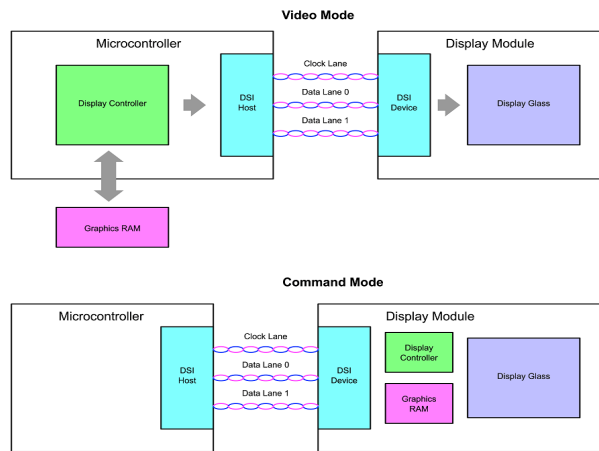 Video Mode
Microcontroller
Display Module
Display Controller
DSI
Host
Clock Lane
Data Lane 0
Data Lane 1
DSI
Device
Display Glass
Graphics RAM
Command Mode
Microcontroller
Display Module
DSI
Host
Clock Lane
Data Lane 0
Data Lane 1
DSI
Device
Display
Controller
Graphics
RAM
Display Glass